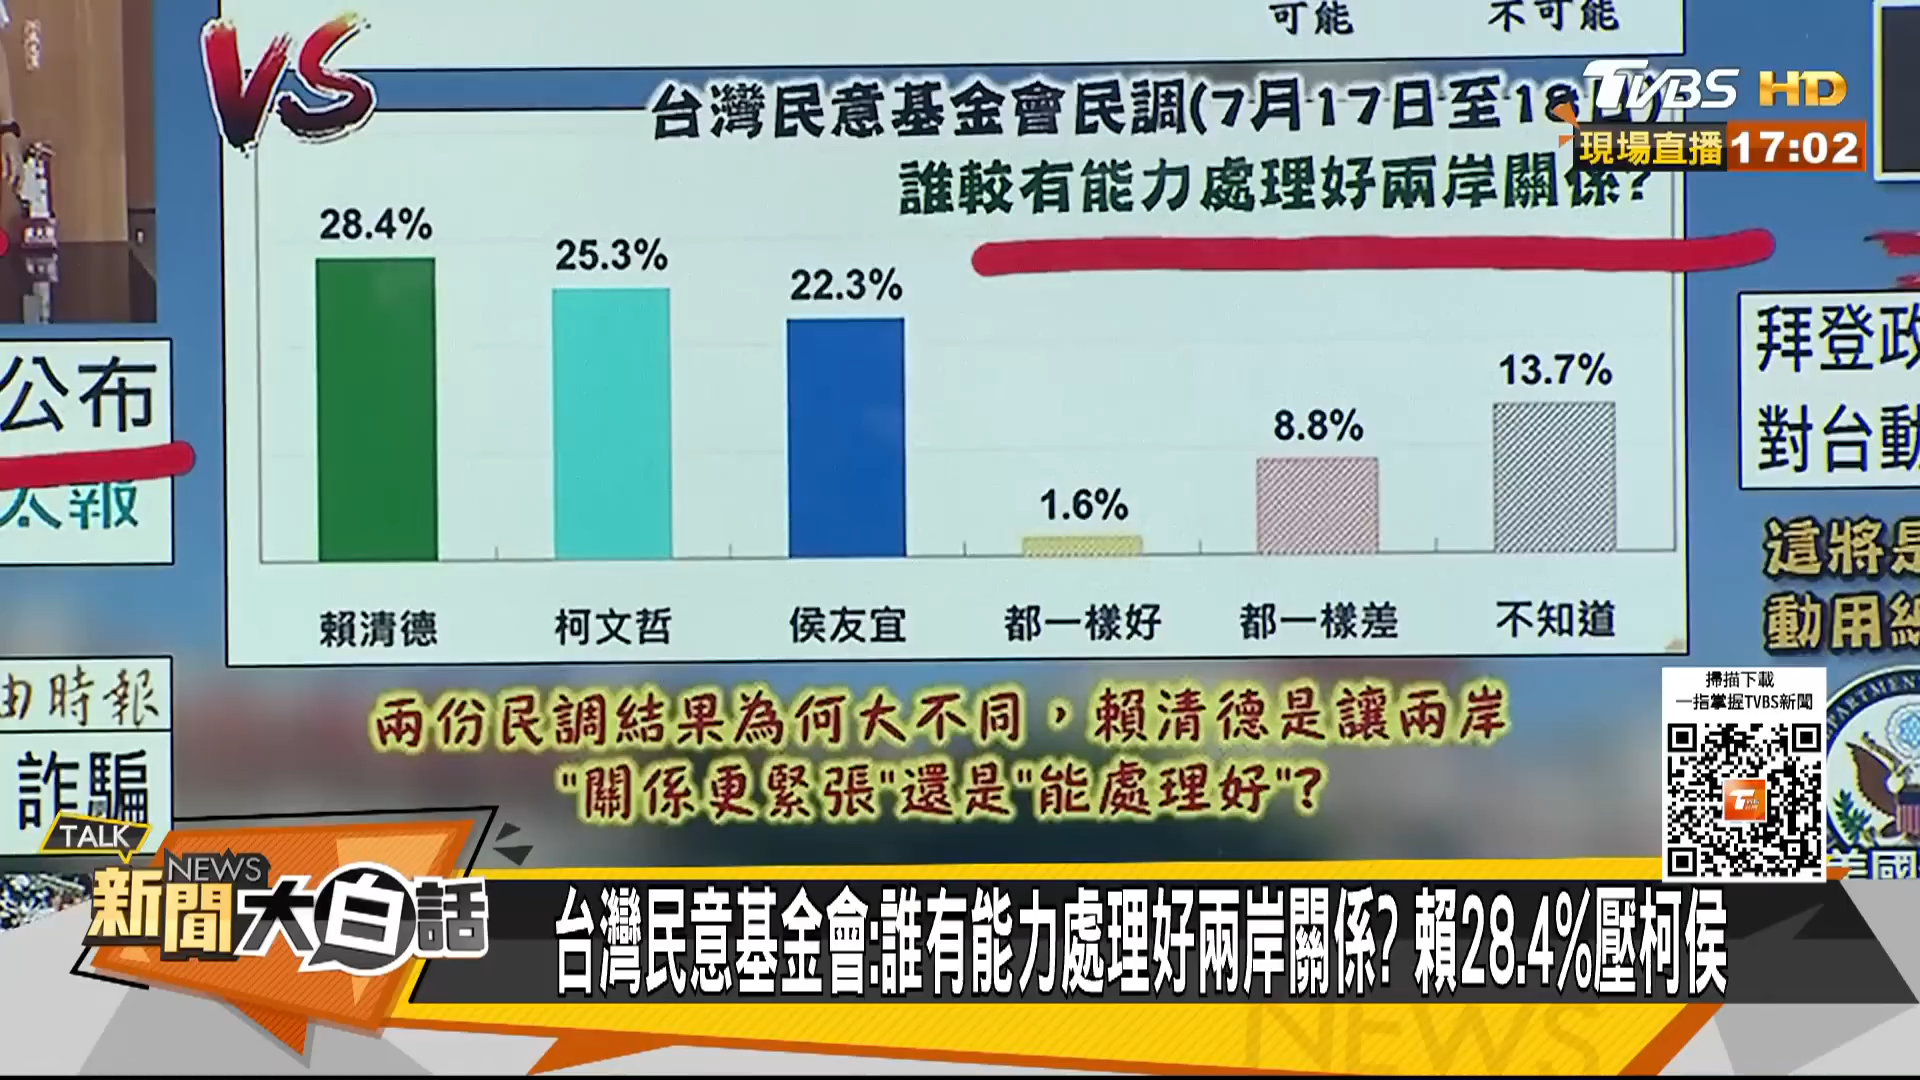 可能 不可能
VS
台灣民意基金會民調(7月17日至18日)
TVBS HD
現場直播 17:02
誰較有能力處理好兩岸關係?
28.4%
25.3%
22.3%
1.6%
8.8%
13.7%
賴清德 柯文哲 侯友宜 都一樣好 都一樣差 不知道
公布
時報
詐騙
拜登政
對台動
這將是
動用
兩份民調結果為何大不同，賴清德是讓兩岸
"關係更緊張"還是"能處理好"?
掃描下載
一指掌握TVBS新聞
美國
TALK
NEWS
新聞大白話
台灣民意基金會:誰有能力處理好兩岸關係? 賴28.4%壓柯侯
NEWS